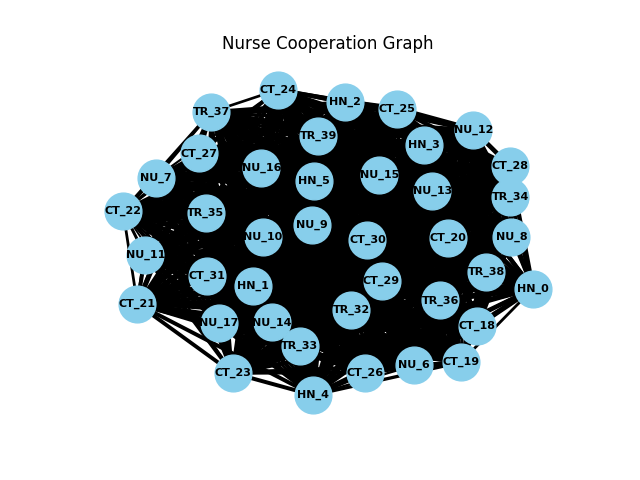 Nurse Cooperation Graph
CT_24
HN_2
TR_37
CT_25
NU_12
TR_39
HN_3
CT_27
CT_28
NU_16
NU_15
NU_7
HN_5
NU_13
TR_34
CT_22
TR_35
NU_9
NU_10
CT_30
CT_20
NU_8
NU_11
TR_38
CT_31
CT_29
HN_1
HN_0
CT_21
TR_36
TR_32
NU_17
NU_14
CT_18
TR_33
CT_19
NU_6
CT_23
CT_26
HN_4